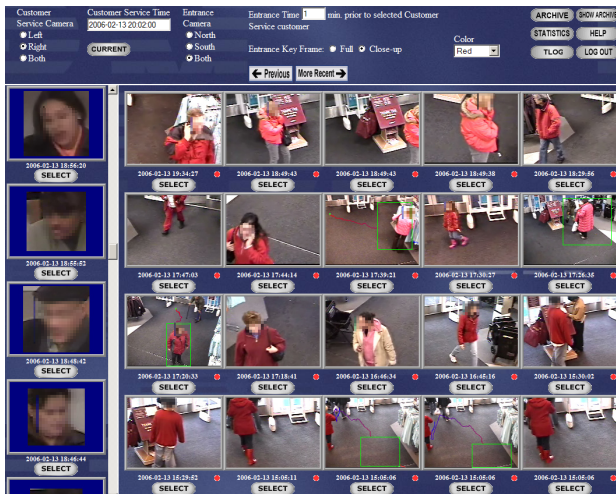 Customer Service Camera
Left
Right
Both
Customer Service Time
2006-02-13 20:02:00
CURRENT
Entrance Camera
North
South
Both
Entrance Time 1 min. prior to selected Customer
Service customer
Entrance Key Frame: Full Close-up
Color
Red
Previous
More Recent
ARCHIVE
SHOW ARCHIVE
STATISTICS
HELP
TLOG
LOG OUT
2006-02-13 18:56:20
SELECT
2006-02-13 18:55:52
SELECT
2006-02-13 18:48:42
SELECT
2006-02-13 18:46:44
SELECT
2006-02-13 19:34:27
2006-02-13 18:49:43
2006-02-13 18:49:43
2006-02-13 18:49:38
2006-02-13 18:29:56
SELECT
SELECT
SELECT
SELECT
SELECT
2006-02-13 17:47:03
2006-02-13 17:44:14
2006-02-13 17:39:21
2006-02-13 17:30:27
2006-02-13 17:26:35
SELECT
SELECT
SELECT
SELECT
SELECT
2006-02-13 17:20:33
2006-02-13 17:18:41
2006-02-13 16:46:34
2006-02-13 16:45:16
2006-02-13 15:30:02
SELECT
SELECT
SELECT
SELECT
SELECT
2006-02-13 15:29:52
2006-02-13 15:05:11
2006-02-13 15:05:06
2006-02-13 15:05:06
2006-02-13 15:05:06
SELECT
SELECT
SELECT
SELECT
SELECT